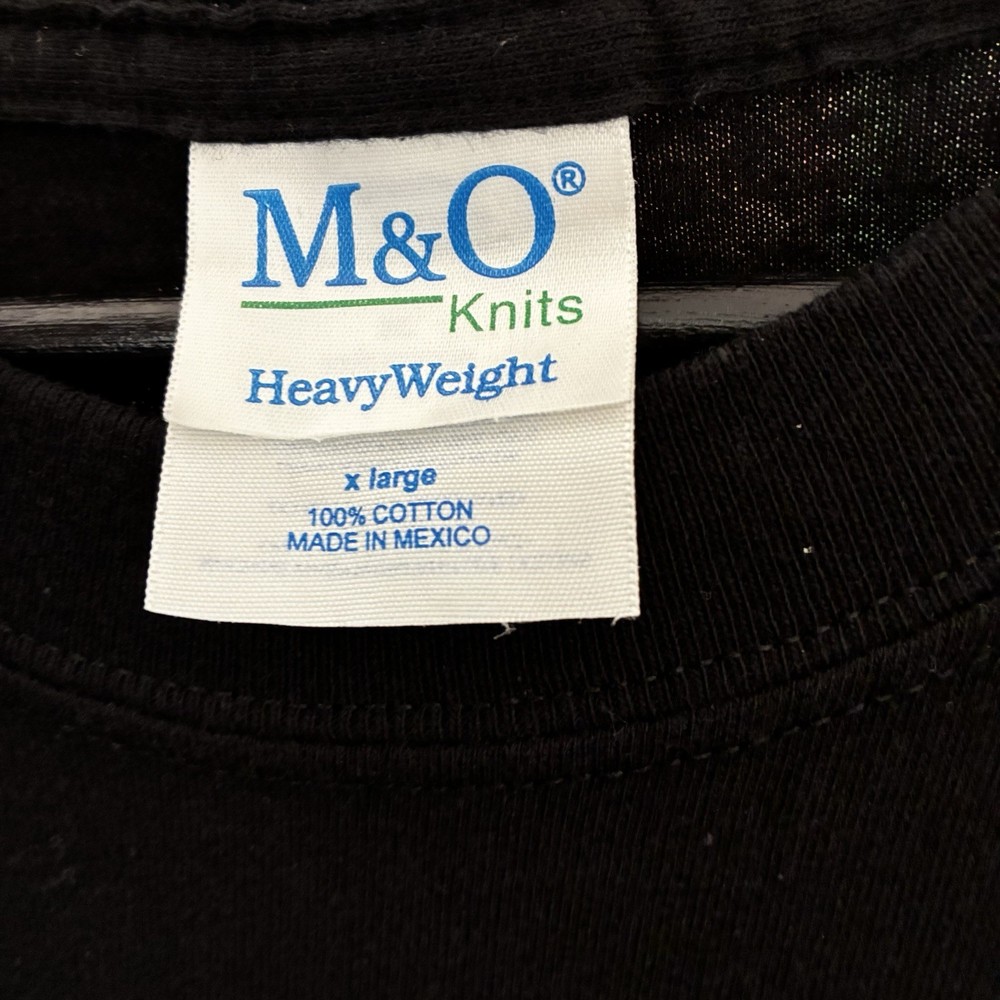 M&O®
Knits
HeavyWeight
x large
100% COTTON
MADE IN MEXICO